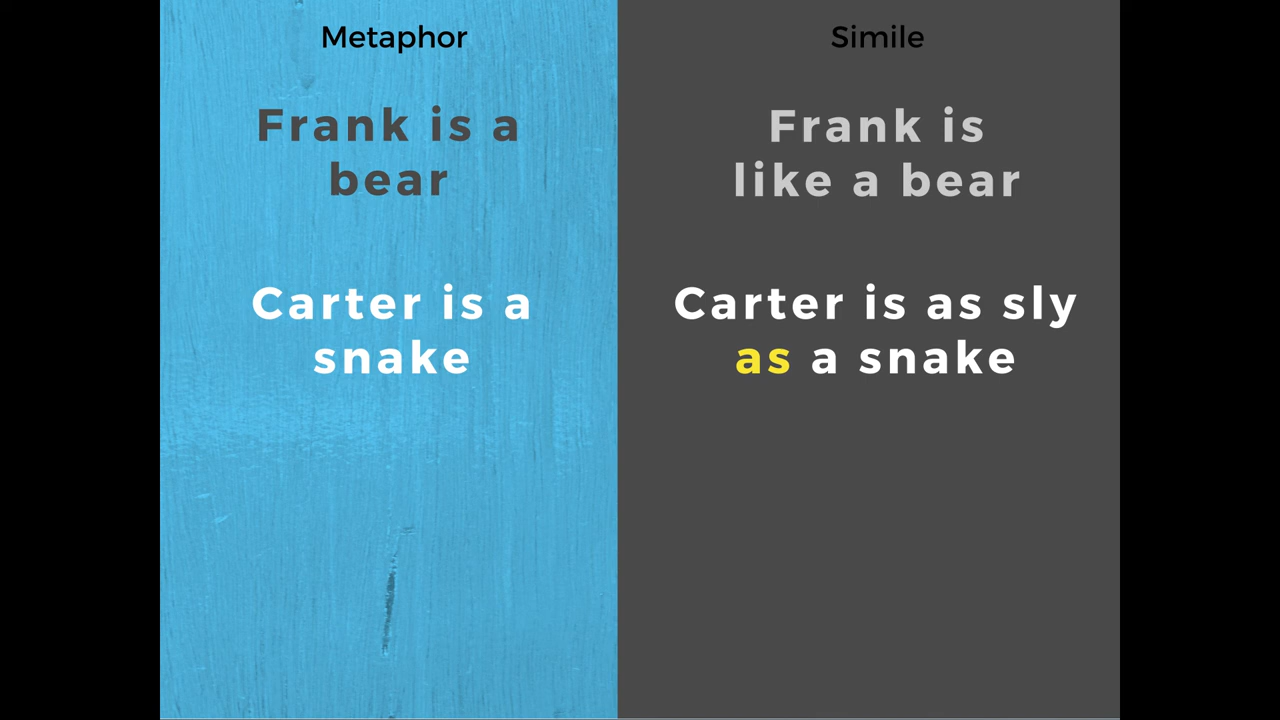 Metaphor
Frank is a
bear
Carter is a
snake
Simile
Frank is
like a bear
Carter is as sly
as a snake